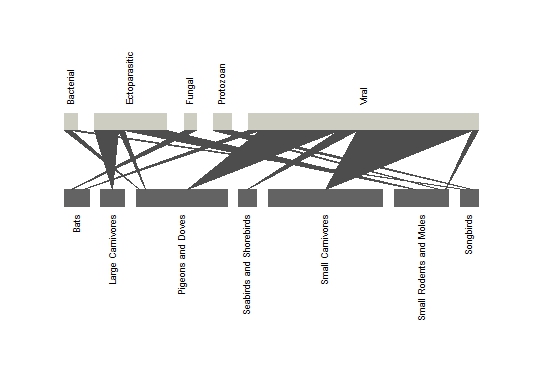 Bats
Bacterial
Large Carnivores
Ectoparasitic
Pigeons and Doves
Fungal
Protozoan
Seabirds and Shorebirds
Small Carnivores
Viral
Small Rodents and Moles
Songbirds